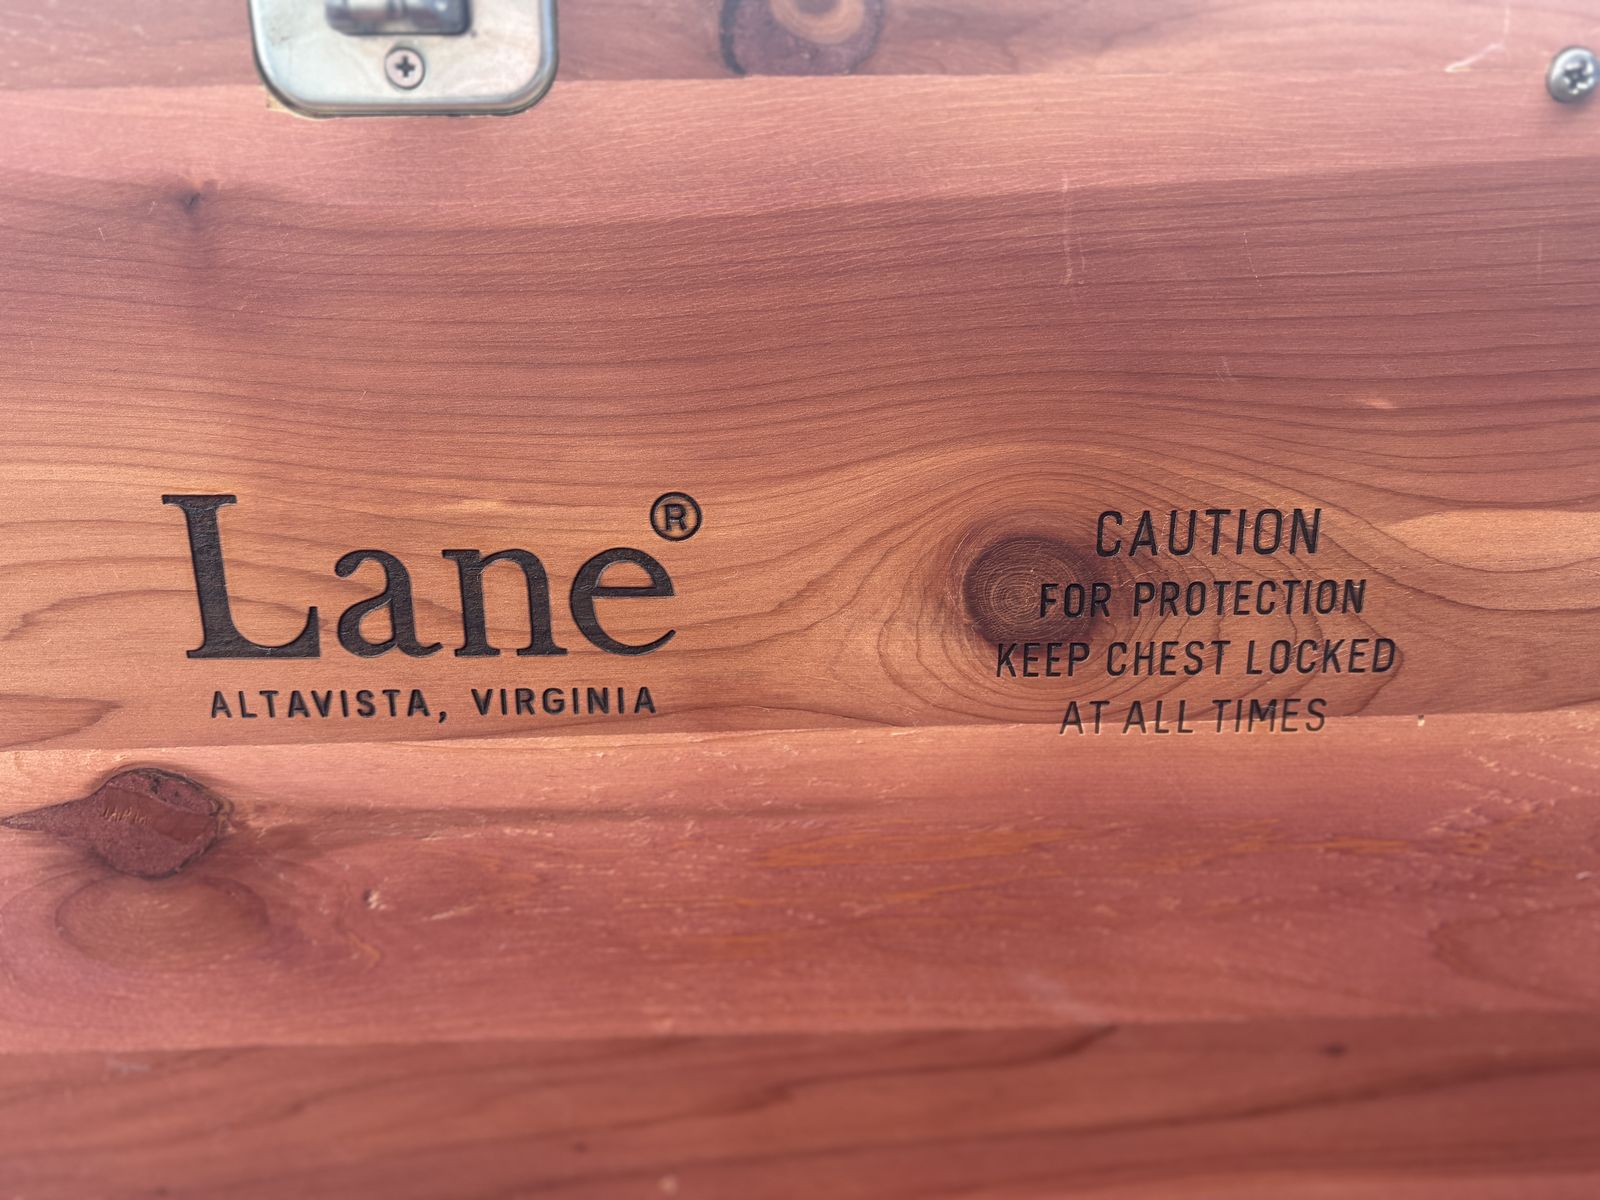 Lane®
ALTAVISTA, VIRGINIA
CAUTION
FOR PROTECTION
KEEP CHEST LOCKED
AT ALL TIMES